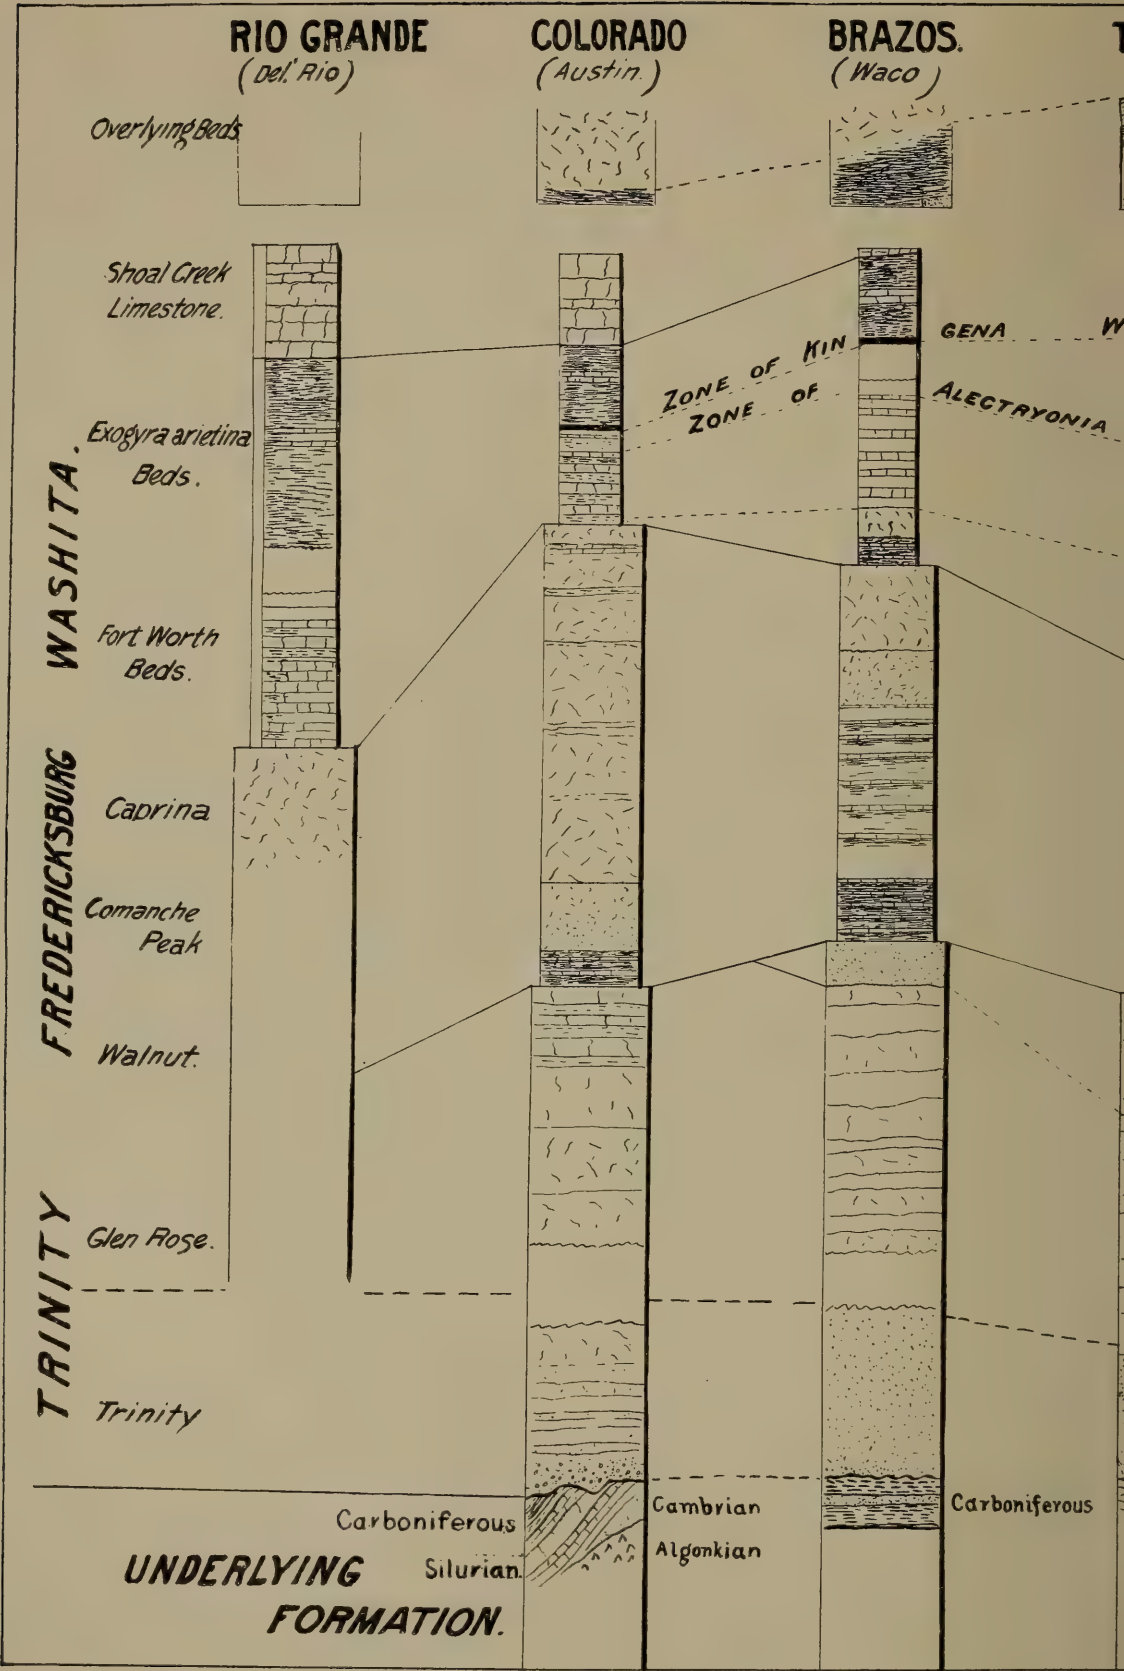 RIO GRANDE
(Del. Rio)
COLORADO
(Austin.)
BRAZOS.
(Waco)
Overlying Beds.
Shoal Creek
Limestone.
ZONE OF KIN GENA W
ZONE OF ALECTRYONIA
WASHITA.
Exogyra arietina
Beds.
Fort Worth
Beds.
FREDERICKSBURG
Caprina
Comanche
Peak
Walnut.
TRINITY
Glen Rose.
Trinity
Carboniferous
Silurian.
Cambrian
Algonkian
Carboniferous
UNDERLYING
FORMATION.